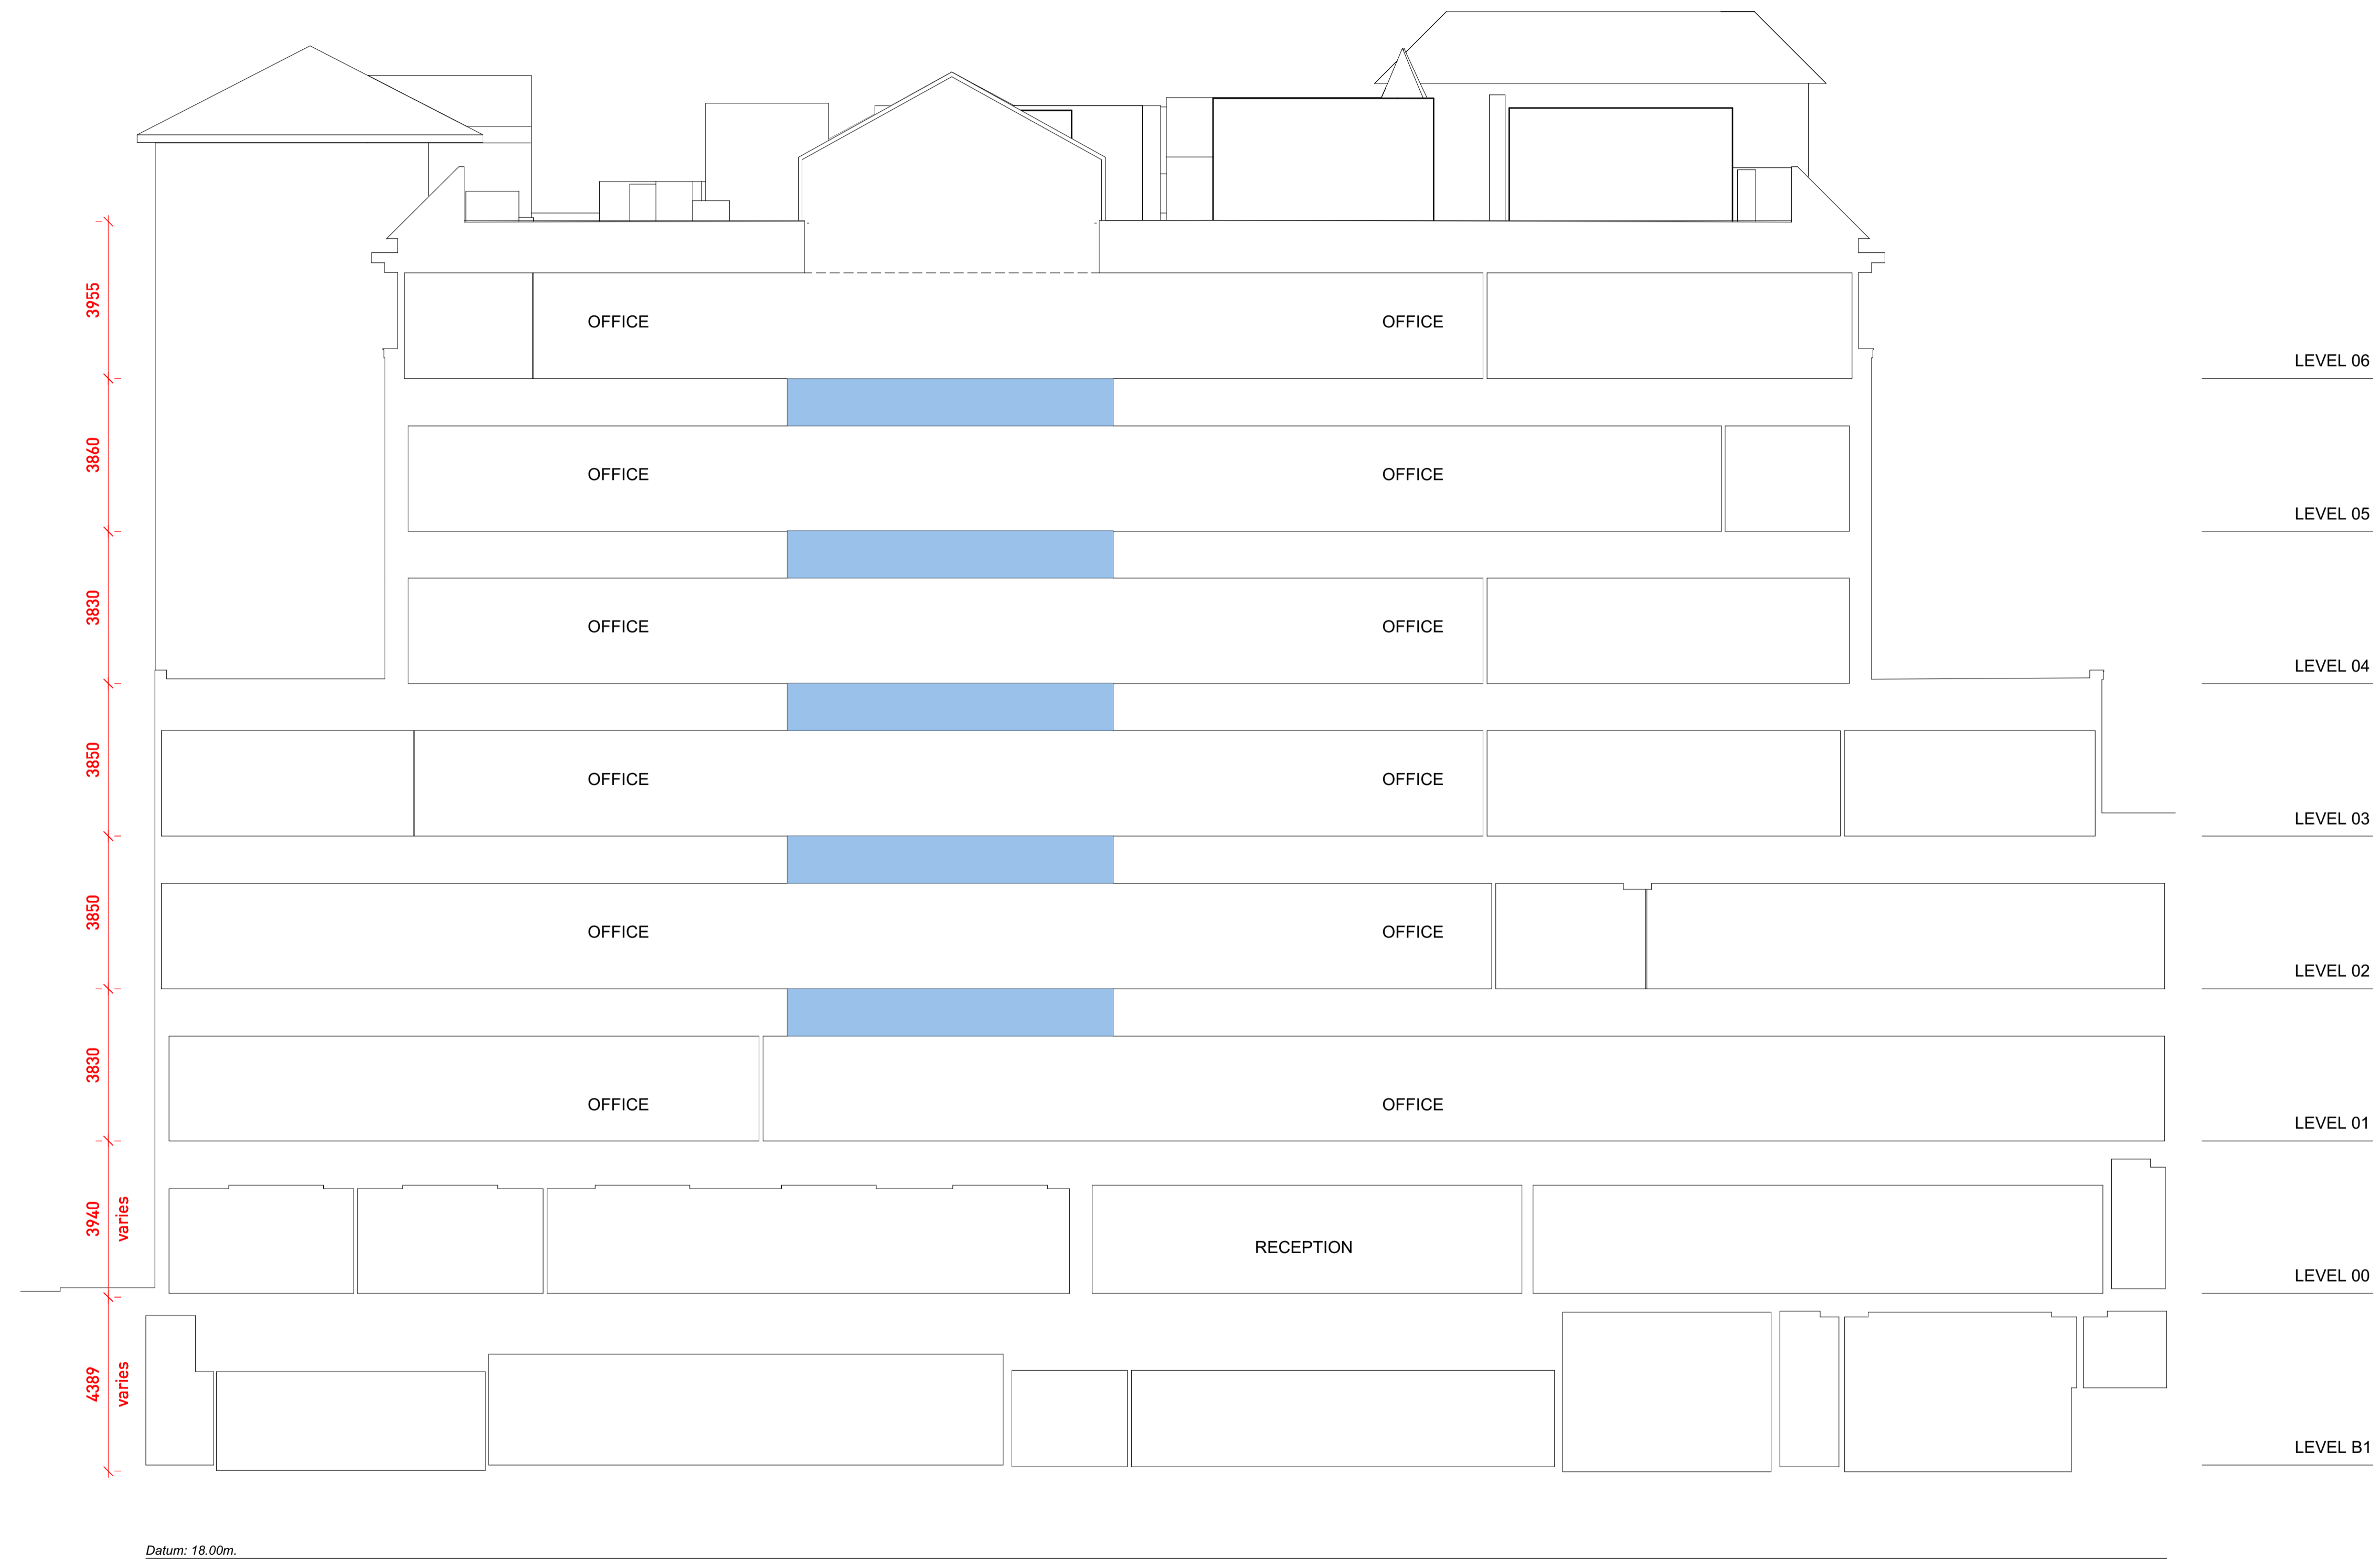 3955
OFFICE OFFICE
LEVEL 06
3860
OFFICE OFFICE
LEVEL 05
3830
OFFICE OFFICE
LEVEL 04
3850
OFFICE OFFICE
LEVEL 03
3850
OFFICE OFFICE
LEVEL 02
3830
OFFICE OFFICE
LEVEL 01
3940
varies
RECEPTION
LEVEL 00
4389
varies
LEVEL B1
Datum: 18.00m.